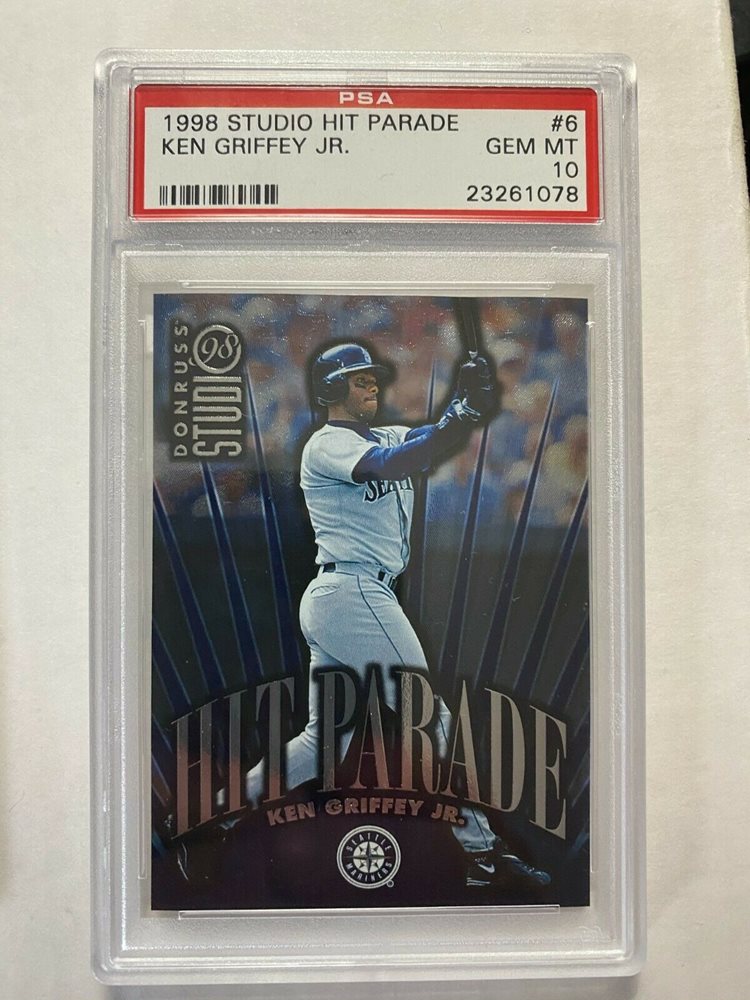 PSA
1998 STUDIO HIT PARADE #6
KEN GRIFFEY JR. GEM MT
10
23261078
DONRUSS
STUDIO 98
SEAT
HIT PARADE
KEN GRIFFEY JR.
SEATTLE
MARINERS
®